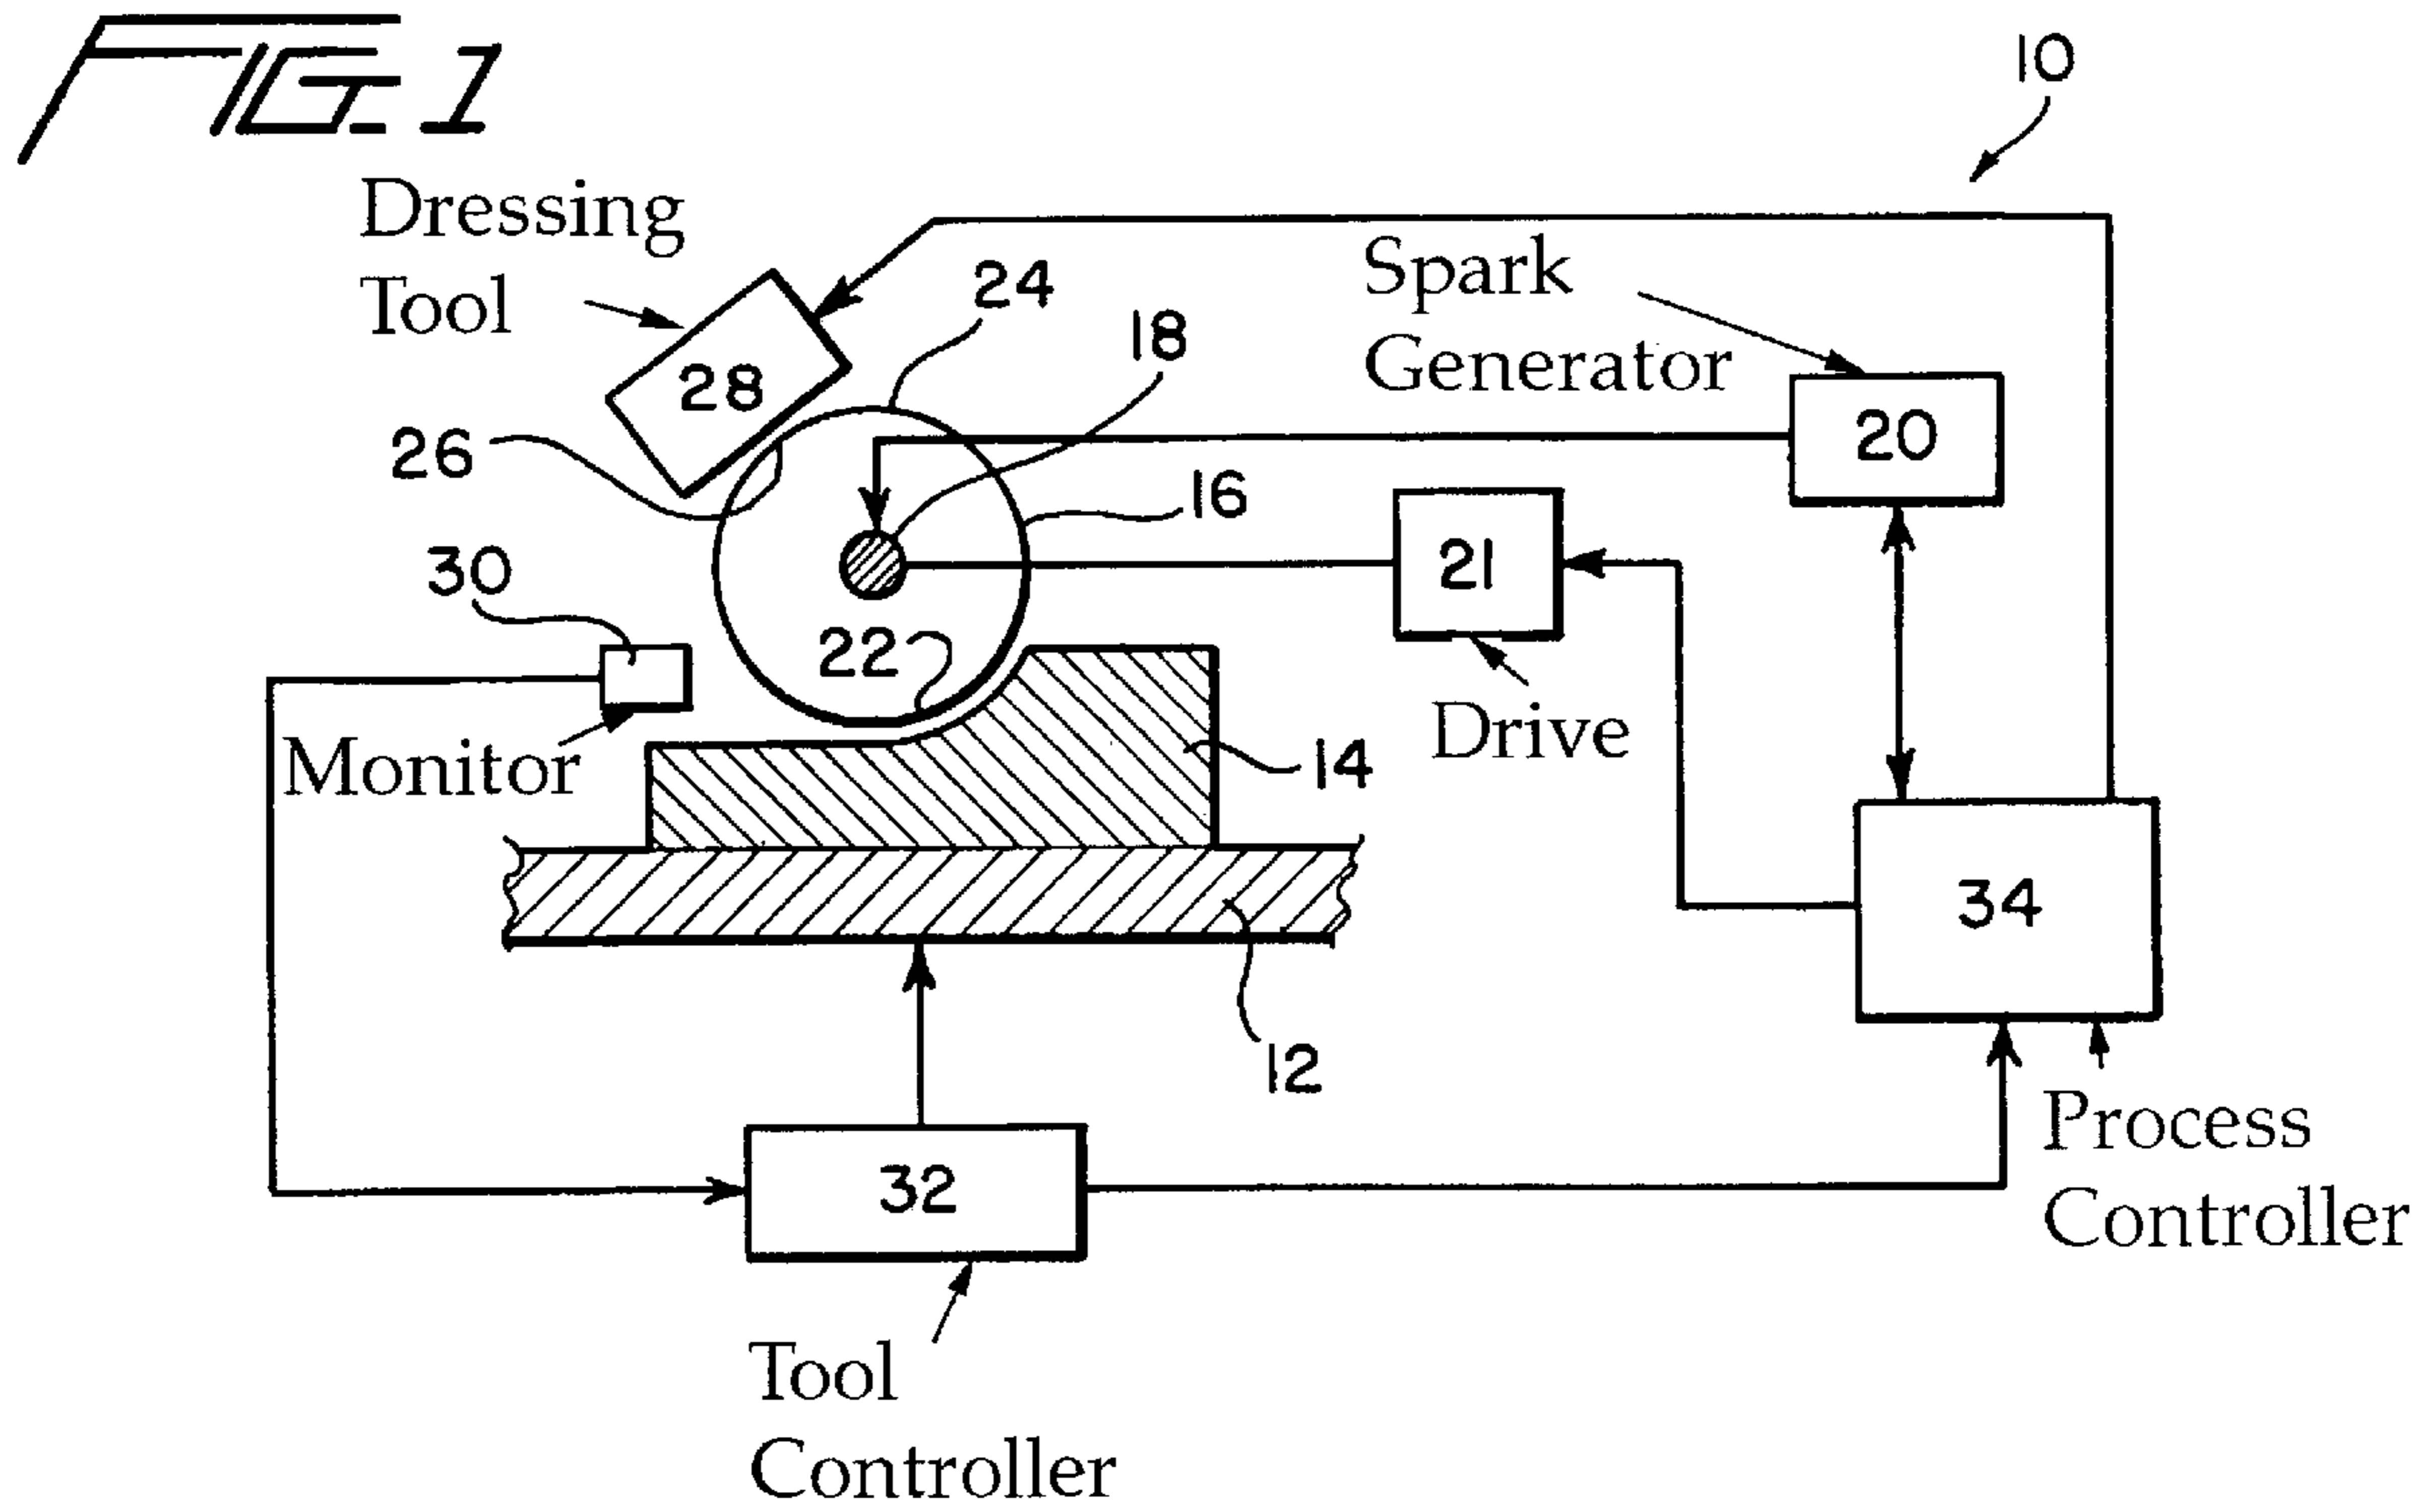 FIG. 1
10
Dressing
Tool
Spark
Generator
24
18
28
20
26
16
21
30
22
Monitor
Drive
14
34
12
Process
Controller
32
Tool
Controller